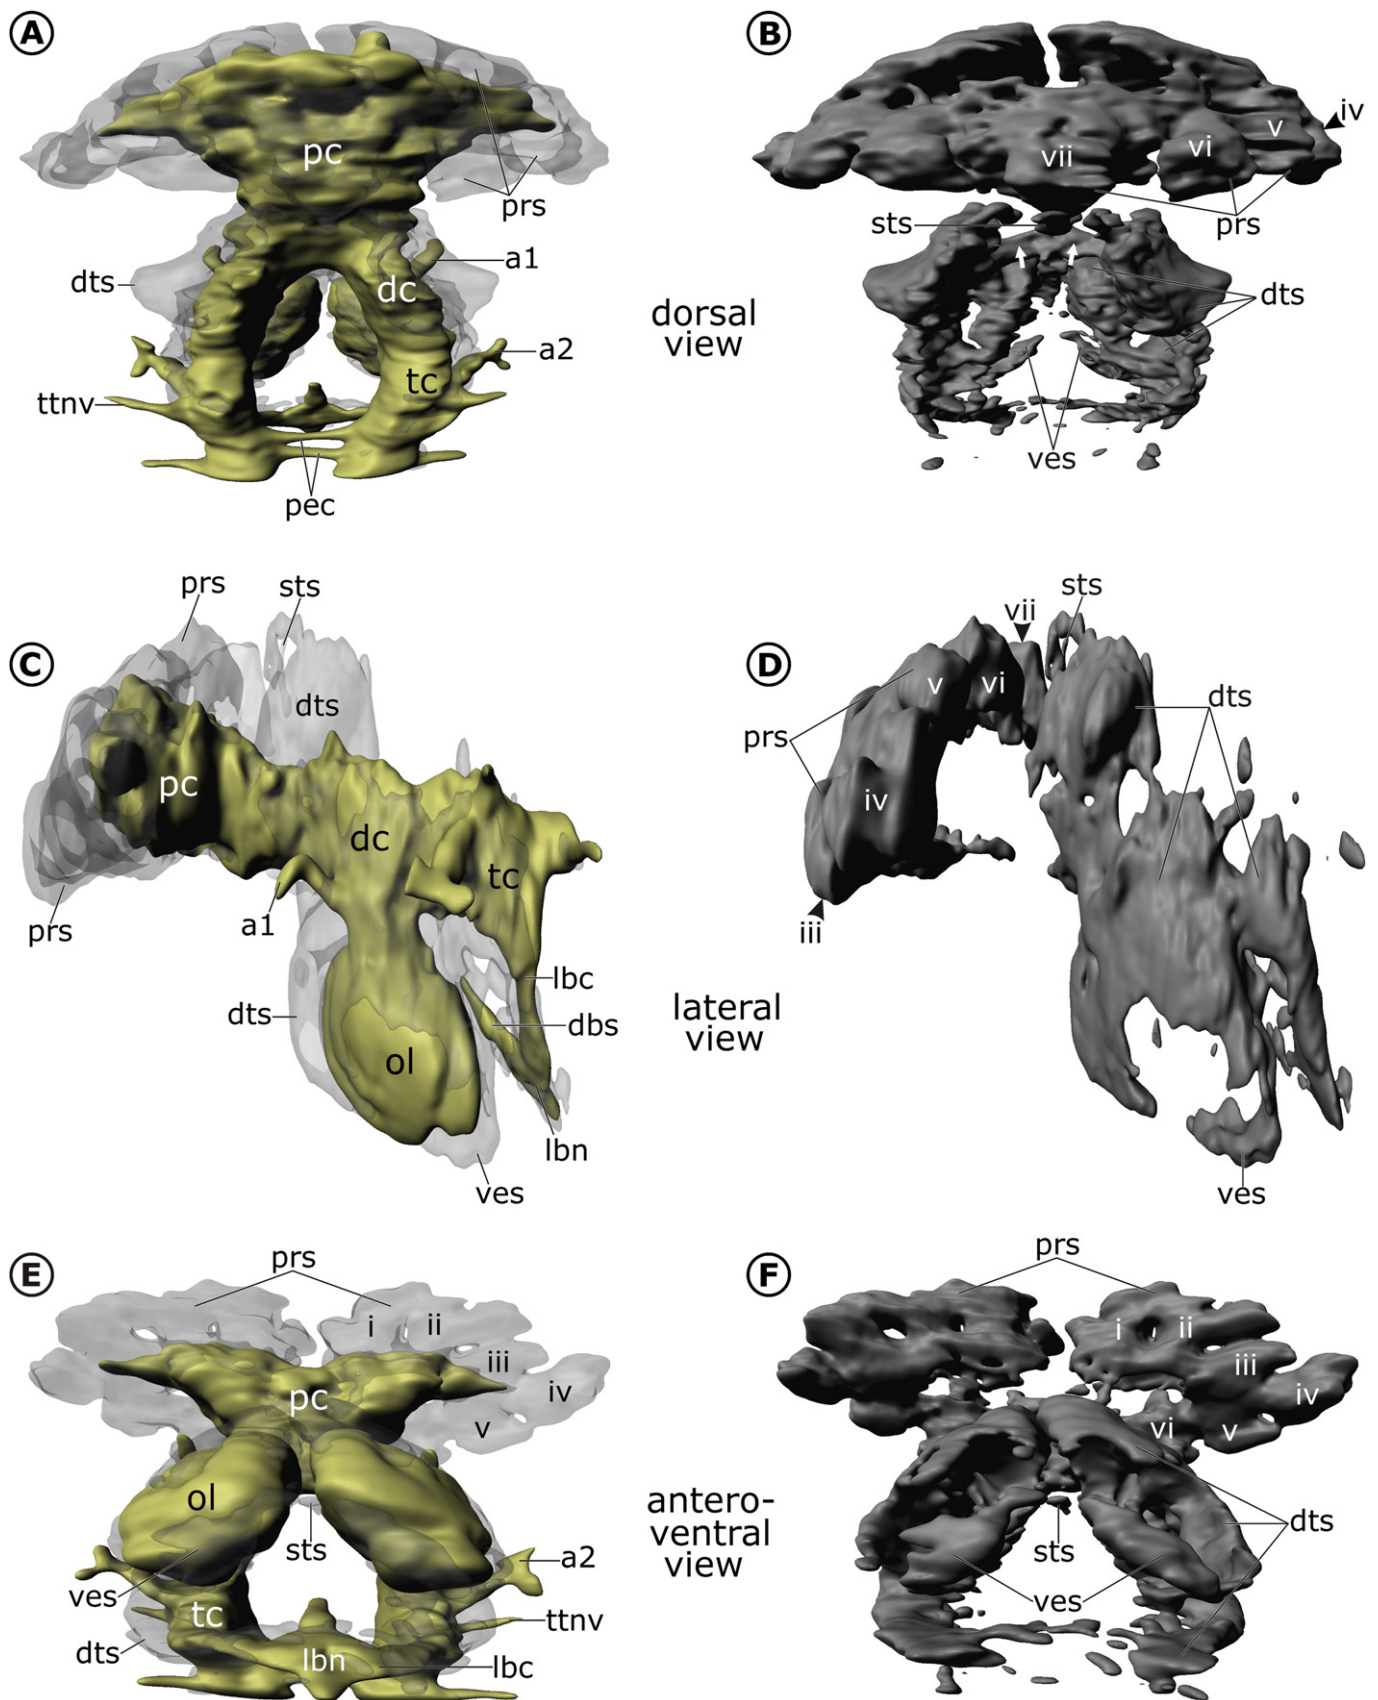 A
pc
prs
dts
a1
dc
a2
tc
ttnv
pec
dorsal
view
B
iv
v
vi
vii
prs
sts
dts
ves
C
prs
sts
dts
pc
dc
tc
a1
prs
lbc
dts
dbs
ol
lbn
ves
lateral
view
D
sts
vii
v
vi
dts
prs
iv
iii
ves
E
prs
i
ii
iii
iv
pc
v
ol
sts
a2
ves
tc
ttnv
dts
lbn
lbc
antero-
ventral
view
F
prs
i
ii
iii
iv
vi
v
dts
sts
ves